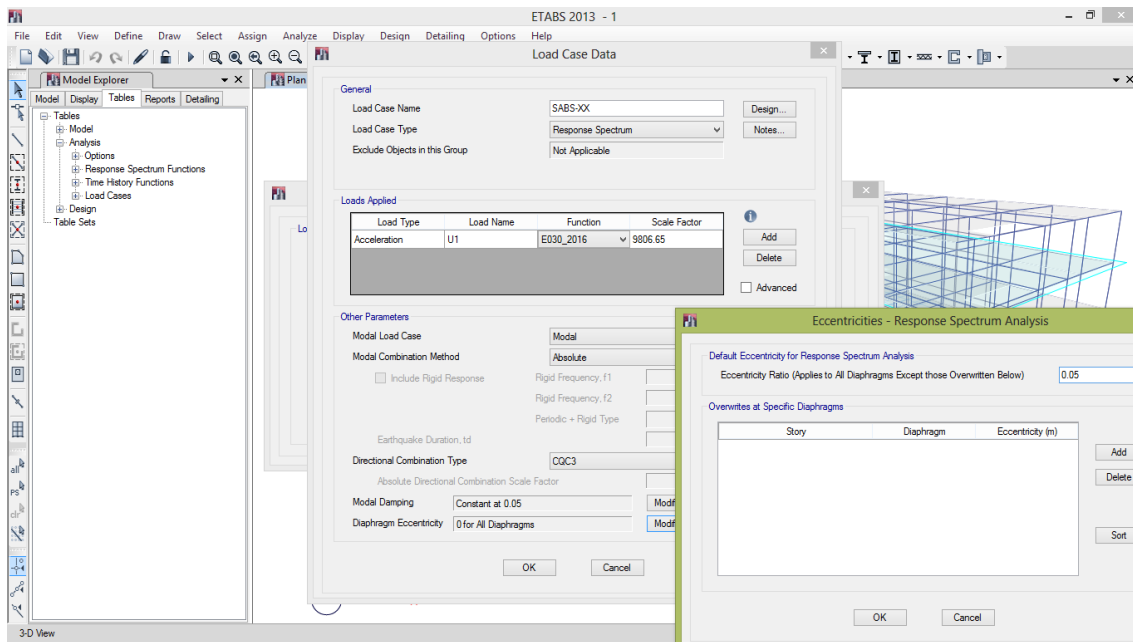 ETABS 2013 - 1
File Edit View Define Draw Select Assign Analyze Display Design Detailing Options Help
Model Explorer
Plan
Model Display Tables Reports Detailing
Tables
Model
Analysis
Options
Response Spectrum Functions
Time History Functions
Load Cases
Design
Table Sets
all
PS
clr
3-D View
Lo
Load Case Data
General
Load Case Name SABS-XX Design...
Load Case Type Response Spectrum Notes...
Exclude Objects in this Group Not Applicable
Loads Applied
Load Type Load Name Function Scale Factor
Acceleration U1 E030_2016 9806.65
Add
Delete
Advanced
Other Parameters
Modal Load Case Modal
Modal Combination Method Absolute
Include Rigid Response Rigid Frequency, f1
Rigid Frequency, f2
Periodic + Rigid Type
Earthquake Duration, td
Directional Combination Type CQC3
Absolute Directional Combination Scale Factor
Modal Damping Constant at 0.05 Modif
Diaphragm Eccentricity 0 for All Diaphragms Modif
OK Cancel
Eccentricities - Response Spectrum Analysis
Default Eccentricity for Response Spectrum Analysis
Eccentricity Ratio (Applies to All Diaphragms Except those Overwritten Below) 0.05
Overwrites at Specific Diaphragms
Story Diaphragm Eccentricity (m)
Add
Delete
Sort
OK Cancel